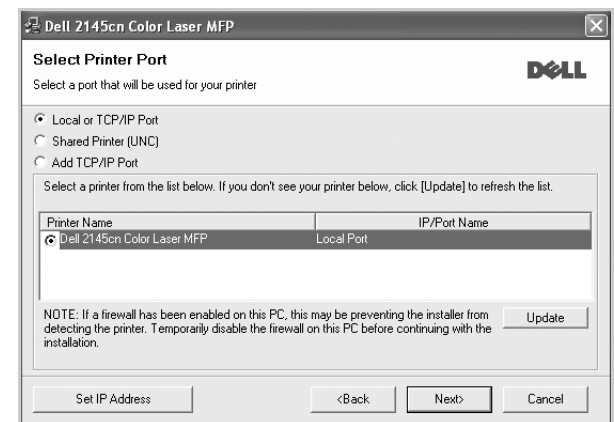 Dell 2145cn Color Laser MFP
Select Printer Port
Select a port that will be used for your printer
DELL
Local or TCP/IP Port
Shared Printer (UNC)
Add TCP/IP Port
Select a printer from the list below. If you don't see your printer below, click [Update] to refresh the list.
Printer Name IP/Port Name
Dell 2145cn Color Laser MFP Local Port
NOTE: If a firewall has been enabled on this PC, this may be preventing the installer from
detecting the printer. Temporarily disable the firewall on this PC before continuing with the
installation.
Update
Set IP Address <Back Next> Cancel